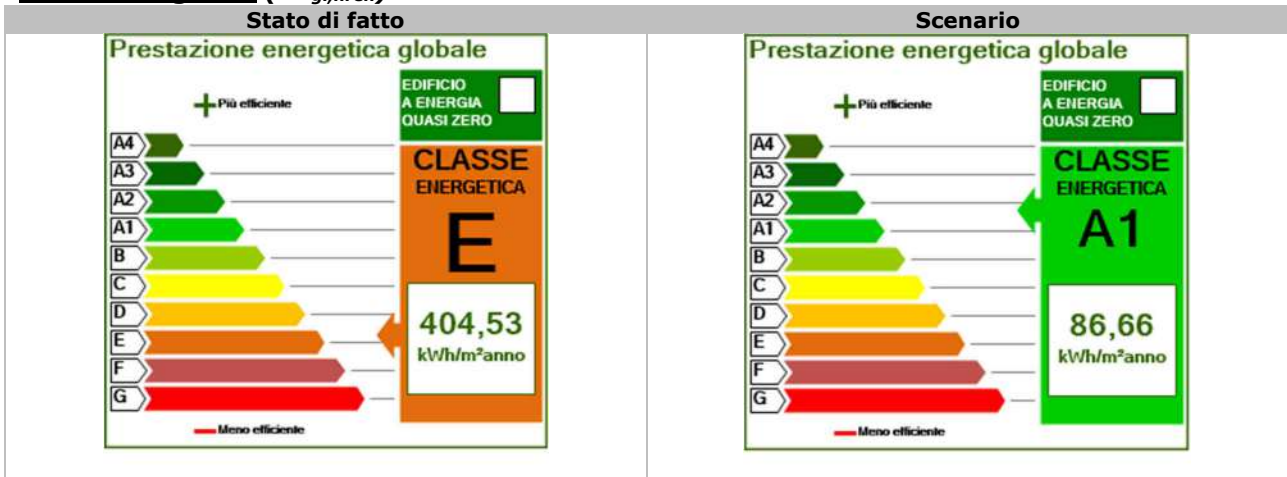 Stato di fatto
Scenario
Prestazione energetica globale
Più efficiente
EDIFICIO
A ENERGIA
QUASI ZERO
A4
A3
A2
A1
B
C
D
E
F
G
CLASSE
ENERGETICA
E
404,53
kWh/m²anno
Meno efficiente
Prestazione energetica globale
Più efficiente
EDIFICIO
A ENERGIA
QUASI ZERO
A4
A3
A2
A1
B
C
D
E
F
G
CLASSE
ENERGETICA
A1
86,66
kWh/m²anno
Meno efficiente